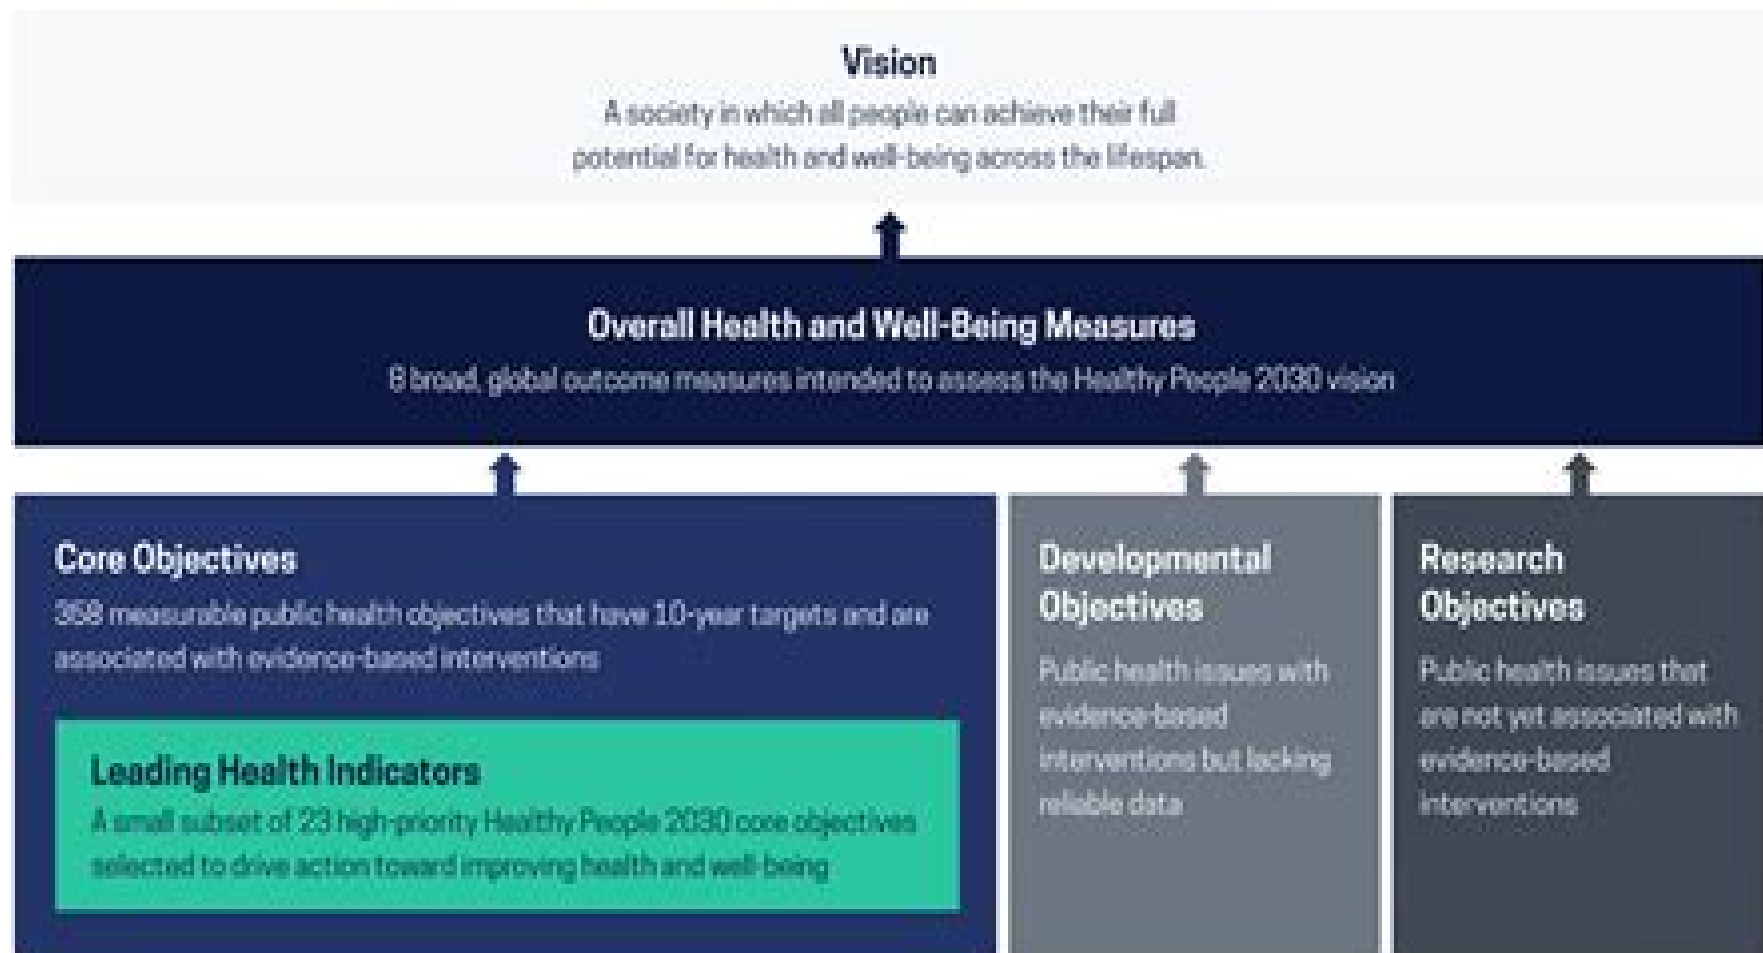 Vision
A society in which all people can achieve their full
potential for health and well-being across the lifespan.
Overall Health and Well-Being Measures
8 broad, global outcome measures intended to assess the Healthy People 2030 vision
Core Objectives
358 measurable public health objectives that have 10-year targets and are
associated with evidence-based interventions
Leading Health Indicators
A small subset of 23 high-priority Healthy People 2030 core objectives
selected to drive action toward improving health and well-being
Developmental
Objectives
Public health issues with
evidence-based
interventions but lacking
reliable data
Research
Objectives
Public health issues that
are not yet associated with
evidence-based
interventions